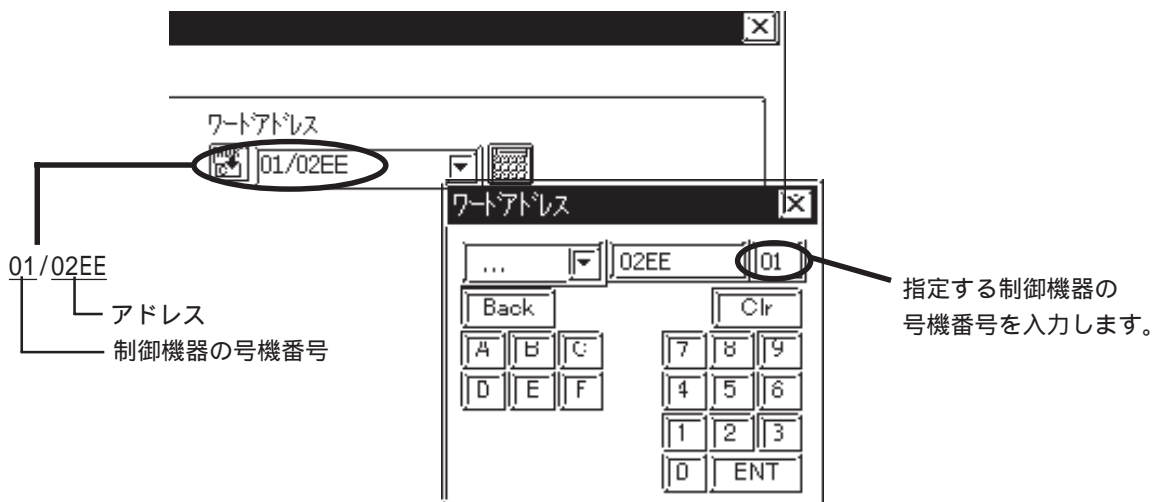 ワードアドレス
01/02EE
ワードアドレス
... 02EE 01
Back Clr
A B C 7 8 9
D E F 4 5 6
1 2 3
0 ENT
01/02EE
アドレス
制御機器の号機番号
指定する制御機器の
号機番号を入力します。